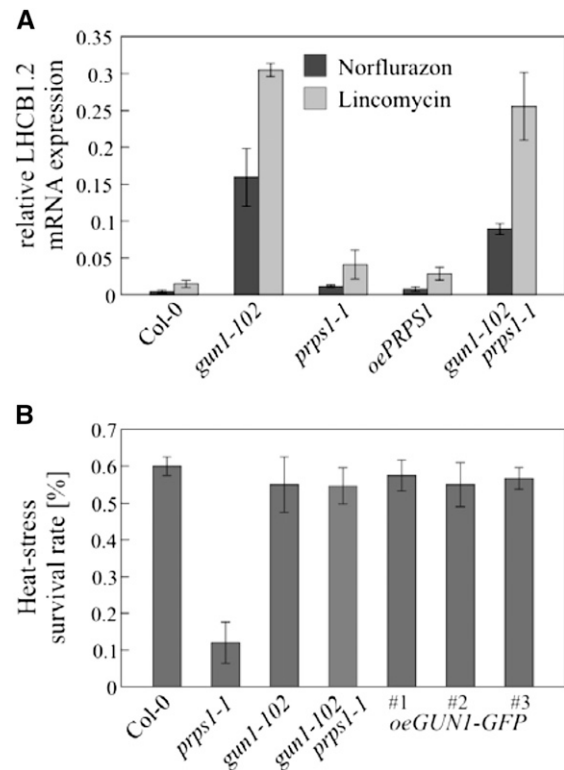 A
relative LHCB1.2
mRNA expression
0.35
0.3
0.25
0.2
0.15
0.1
0.05
0
Norflurazon
Lincomycin
Col-0
gun1-102
prps1-1
oePRPS1
gun1-102
prps1-1
B
Heat-stress
survival rate [%]
0.7
0.6
0.5
0.4
0.3
0.2
0.1
0
Col-0
prps1-1
gun1-102
gun1-102
prps1-1
#1 #2 #3
oeGUN1-GFP